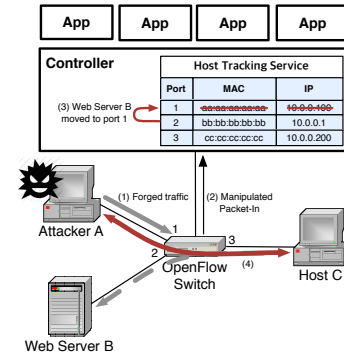 App App App App
Controller
Host Tracking Service
Port MAC IP
1 aa:aa:aa:aa:aa 10.0.0.100
2 bb:bb:bb:bb:bb 10.0.0.1
3 cc:cc:cc:cc:cc 10.0.0.200
(3) Web Server B
moved to port 1
(1) Forged traffic
(2) Manipulated
Packet-In
Attacker A
1
2
3
OpenFlow
Switch
(4)
Host C
Web Server B